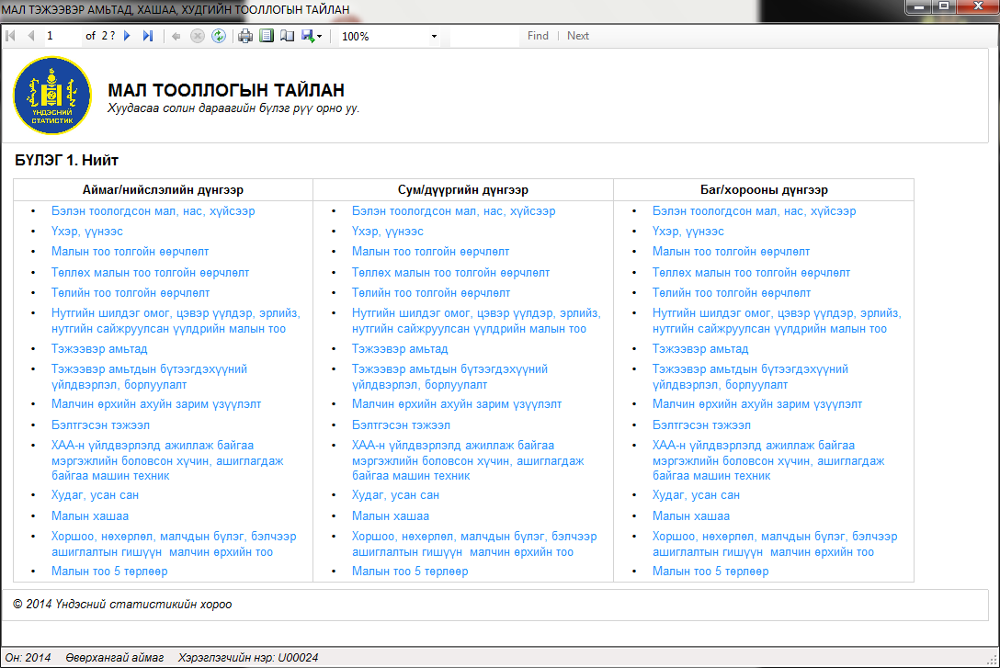 МАЛ ТЭЖЭЭВЭР АМЬТАД, ХАШАА, ХУДГИЙН ТООЛЛОГЫН ТАЙЛАН
1 of 2 ? 100% Find | Next
ҮНДЭСНИЙ
СТАТИСТИК
МАЛ ТООЛЛОГЫН ТАЙЛАН
Хуудасаа солин дараагийн бүлэг рүү орно уу.
БҮЛЭГ 1. Нийт
Аймаг/нийслэлийн дүнгээр
• Бэлэн тоологдсон мал, нас, хүйсээр
• Үхэр, үүнээс
• Малын тоо толгойн өөрчлөлт
• Төллөх малын тоо толгойн өөрчлөлт
• Төлийн тоо толгойн өөрчлөлт
• Нутгийн шилдэг омог, цэвэр үүлдэр, эрлийз,
нутгийн сайжруулсан үүлдрийн малын тоо
• Тэжээвэр амьтад
• Тэжээвэр амьтдын бүтээгдэхүүний
үйлдвэрлэл, борлуулалт
• Малчин өрхийн ахуйн зарим үзүүлэлт
• Бэлтгэсэн тэжээл
• ХАА-н үйлдвэрлэлд ажиллаж байгаа
мэргэжлийн боловсон хүчин, ашиглагдаж
байгаа машин техник
• Худаг, усан сан
• Малын хашаа
• Хоршоо, нөхөрлөл, малчдын бүлэг, бэлчээр
ашиглалтын гишүүн малчин өрхийн тоо
• Малын тоо 5 төрлөөр
Сум/дүүргийн дүнгээр
• Бэлэн тоологдсон мал, нас, хүйсээр
• Үхэр, үүнээс
• Малын тоо толгойн өөрчлөлт
• Төллөх малын тоо толгойн өөрчлөлт
• Төлийн тоо толгойн өөрчлөлт
• Нутгийн шилдэг омог, цэвэр үүлдэр, эрлийз,
нутгийн сайжруулсан үүлдрийн малын тоо
• Тэжээвэр амьтад
• Тэжээвэр амьтдын бүтээгдэхүүний
үйлдвэрлэл, борлуулалт
• Малчин өрхийн ахуйн зарим үзүүлэлт
• Бэлтгэсэн тэжээл
• ХАА-н үйлдвэрлэлд ажиллаж байгаа
мэргэжлийн боловсон хүчин, ашиглагдаж
байгаа машин техник
• Худаг, усан сан
• Малын хашаа
• Хоршоо, нөхөрлөл, малчдын бүлэг, бэлчээр
ашиглалтын гишүүн малчин өрхийн тоо
• Малын тоо 5 төрлөөр
Баг/хорооны дүнгээр
• Бэлэн тоологдсон мал, нас, хүйсээр
• Үхэр, үүнээс
• Малын тоо толгойн өөрчлөлт
• Төллөх малын тоо толгойн өөрчлөлт
• Төлийн тоо толгойн өөрчлөлт
• Нутгийн шилдэг омог, цэвэр үүлдэр, эрлийз,
нутгийн сайжруулсан үүлдрийн малын тоо
• Тэжээвэр амьтад
• Тэжээвэр амьтдын бүтээгдэхүүний
үйлдвэрлэл, борлуулалт
• Малчин өрхийн ахуйн зарим үзүүлэлт
• Бэлтгэсэн тэжээл
• ХАА-н үйлдвэрлэлд ажиллаж байгаа
мэргэжлийн боловсон хүчин, ашиглагдаж
байгаа машин техник
• Худаг, усан сан
• Малын хашаа
• Хоршоо, нөхөрлөл, малчдын бүлэг, бэлчээр
ашиглалтын гишүүн малчин өрхийн тоо
• Малын тоо 5 төрлөөр
© 2014 Үндэсний статистикийн хороо
Он: 2014 Өвөрхангай аймаг Хэрэглэгчийн нэр: U00024